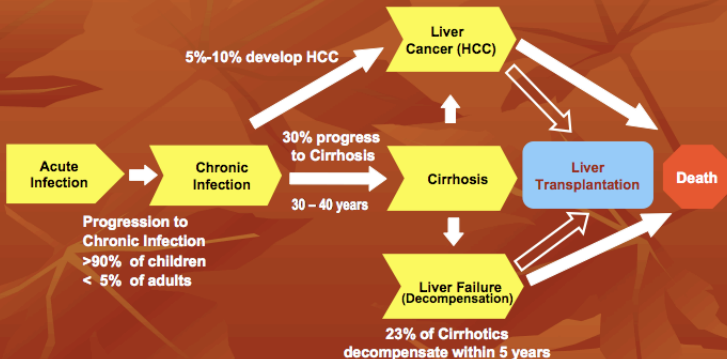 Liver
Cancer (HCC)
5%-10% develop HCC
30% progress
to Cirrhosis
Acute
Infection
Chronic
Infection
Cirrhosis
Liver
Transplantation
Death
30 – 40 years
Progression to
Chronic Infection
>90% of children
< 5% of adults
Liver Failure
(Decompensation)
23% of Cirrhotics
decompensate within 5 years